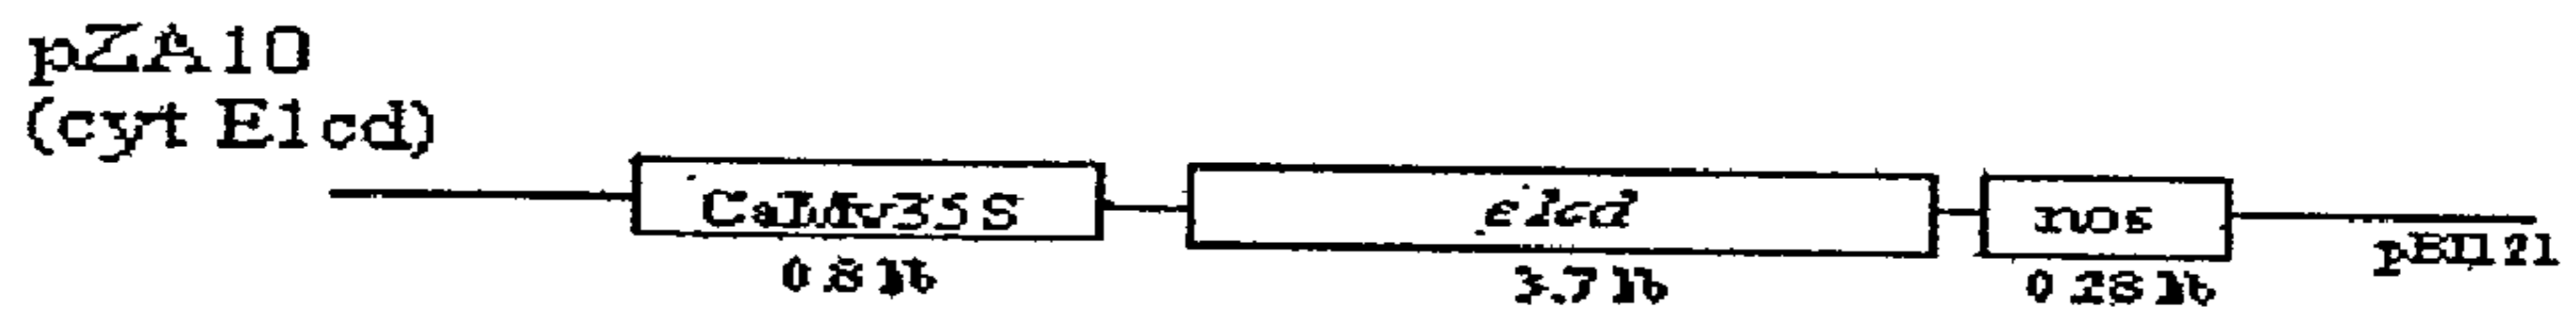 pZA10
(cyt E1cd)
CaMv35S
e1cd
nos
0.8 kb
3.7 kb
0.28 kb
pBI121